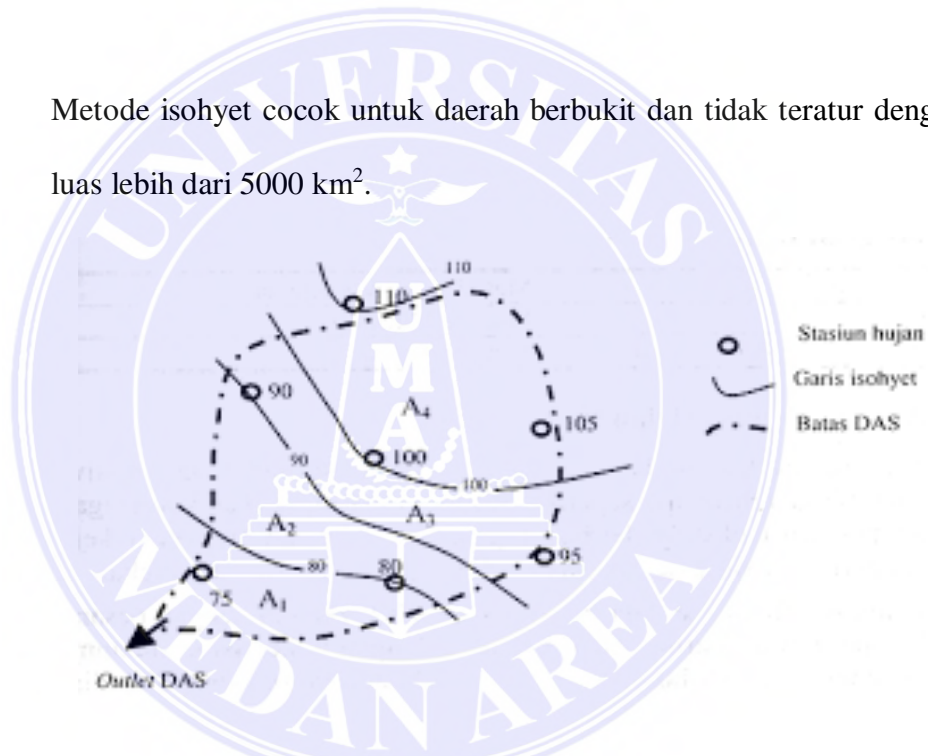 Metode isohyet cocok untuk daerah berbukit dan tidak teratur deng
luas lebih dari 5000 km².
UNIVERSITAS
UMA
MEDAN AREA
110
110
Stasiun hujan
Garis isohyet
Batas DAS
90
A₄
105
100
90
100
A₂
A₃
95
80
80
75
A₁
Outlet DAS